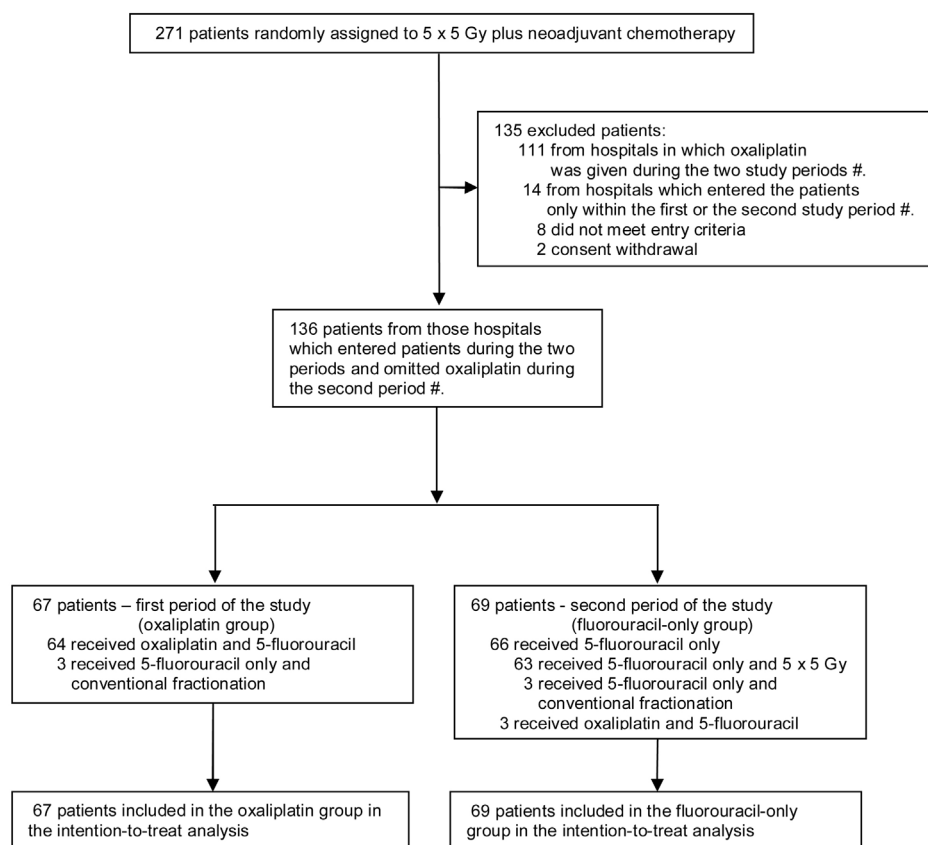 271 patients randomly assigned to 5 x 5 Gy plus neoadjuvant chemotherapy
135 excluded patients:
111 from hospitals in which oxaliplatin
was given during the two study periods #.
14 from hospitals which entered the patients
only within the first or the second study period #.
8 did not meet entry criteria
2 consent withdrawal
136 patients from those hospitals
which entered patients during the two
periods and omitted oxaliplatin during
the second period #.
67 patients – first period of the study
(oxaliplatin group)
64 received oxaliplatin and 5-fluorouracil
3 received 5-fluorouracil only and
conventional fractionation
69 patients - second period of the study
(fluorouracil-only group)
66 received 5-fluorouracil only
63 received 5-fluorouracil only and 5 x 5 Gy
3 received 5-fluorouracil only and
conventional fractionation
3 received oxaliplatin and 5-fluorouracil
67 patients included in the oxaliplatin group in
the intention-to-treat analysis
69 patients included in the fluorouracil-only
group in the intention-to-treat analysis